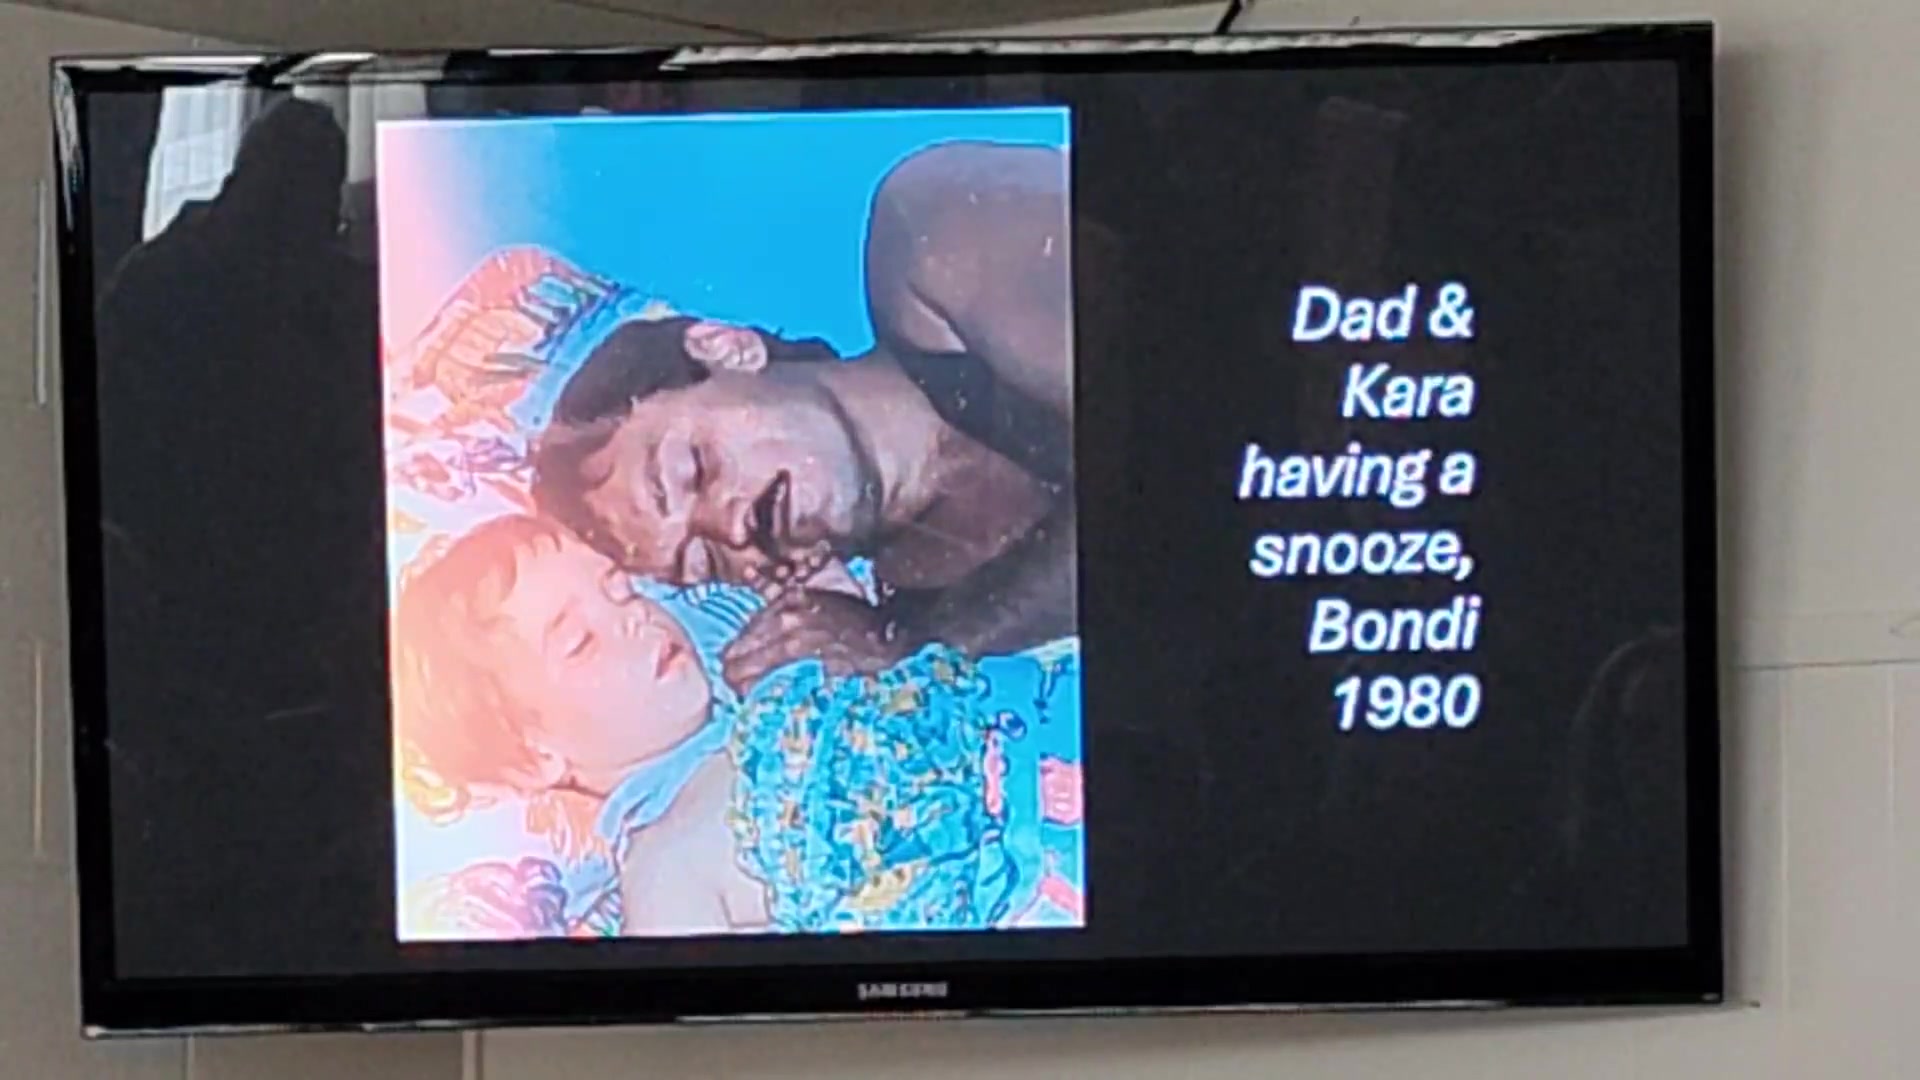 Dad &
Kara
having a
snooze,
Bondi
1980
SAMSUNG